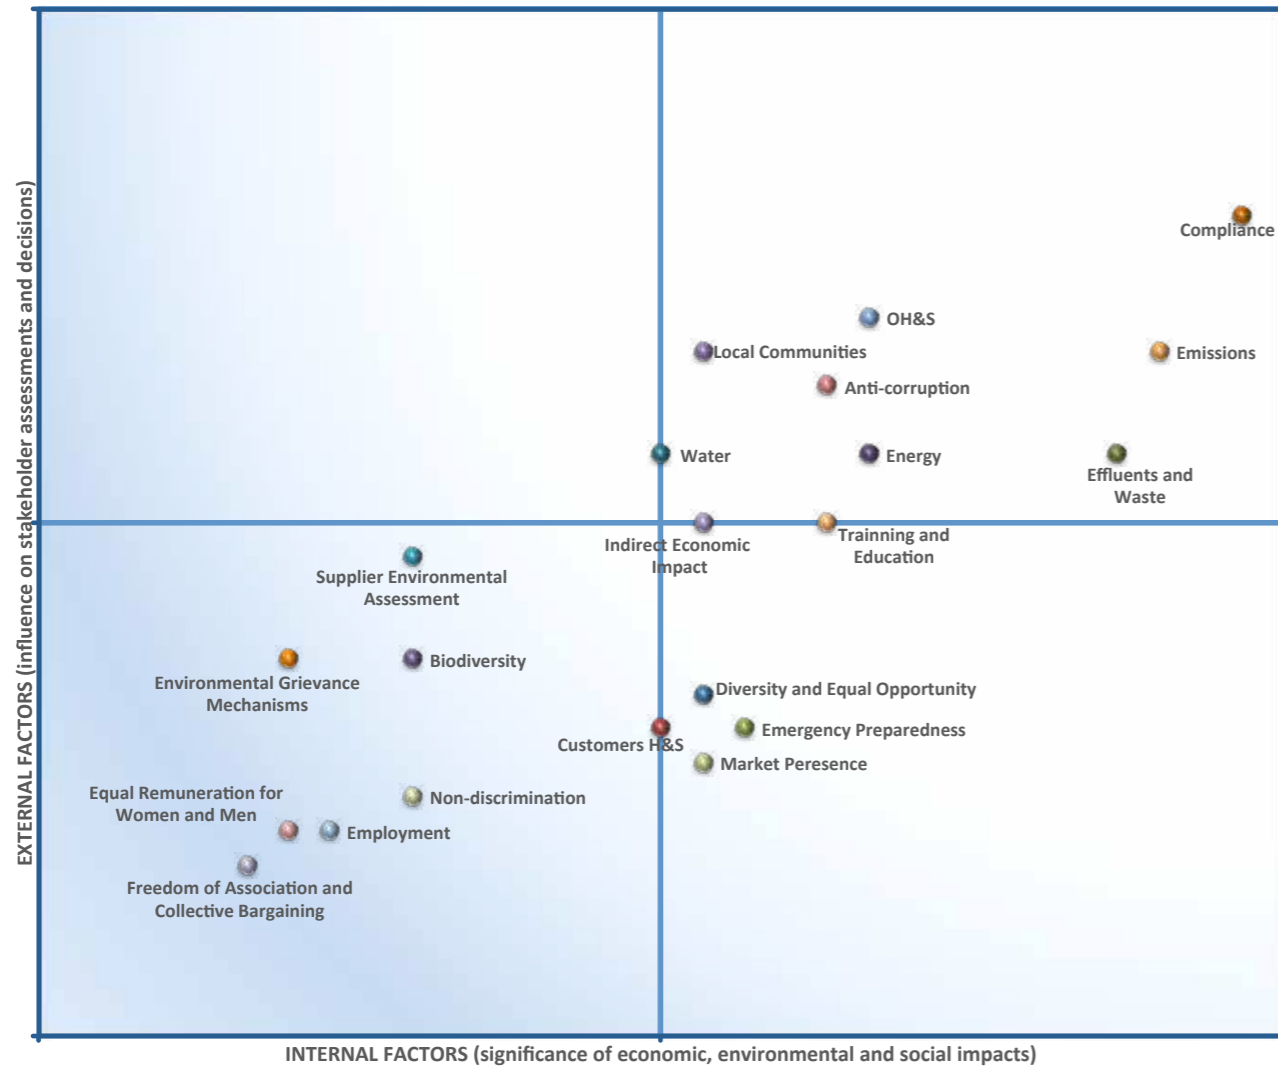 EXTERNAL FACTORS (influence on stakeholder assessments and decisions)
Compliance
OH&S
Local Communities
Emissions
Anti-corruption
Water
Energy
Effluents and
Waste
Indirect Economic
Impact
Trainning and
Education
Supplier Environmental
Assessment
Biodiversity
Environmental Grievance
Mechanisms
Diversity and Equal Opportunity
Emergency Preparedness
Customers H&S
Market Peresence
Equal Remuneration for
Women and Men
Non-discrimination
Employment
Freedom of Association and
Collective Bargaining
INTERNAL FACTORS (significance of economic, environmental and social impacts)